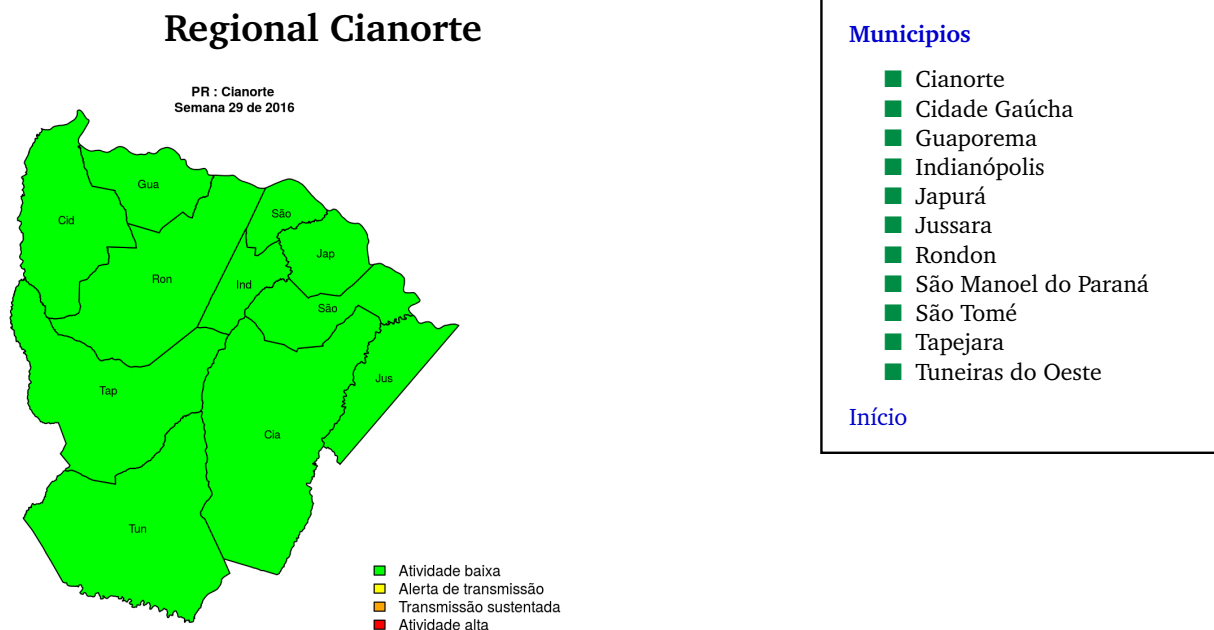 Regional Cianorte
PR : Cianorte
Semana 29 de 2016
Gua
Cid
São
Jap
Ron
Ind
São
Jus
Tap
Cia
Tun
Atividade baixa
Alerta de transmissão
Transmissão sustentada
Atividade alta
Municipios
Cianorte
Cidade Gaúcha
Guaporema
Indianópolis
Japurá
Jussara
Rondon
São Manoel do Paraná
São Tomé
Tapejara
Tuneiras do Oeste
Início